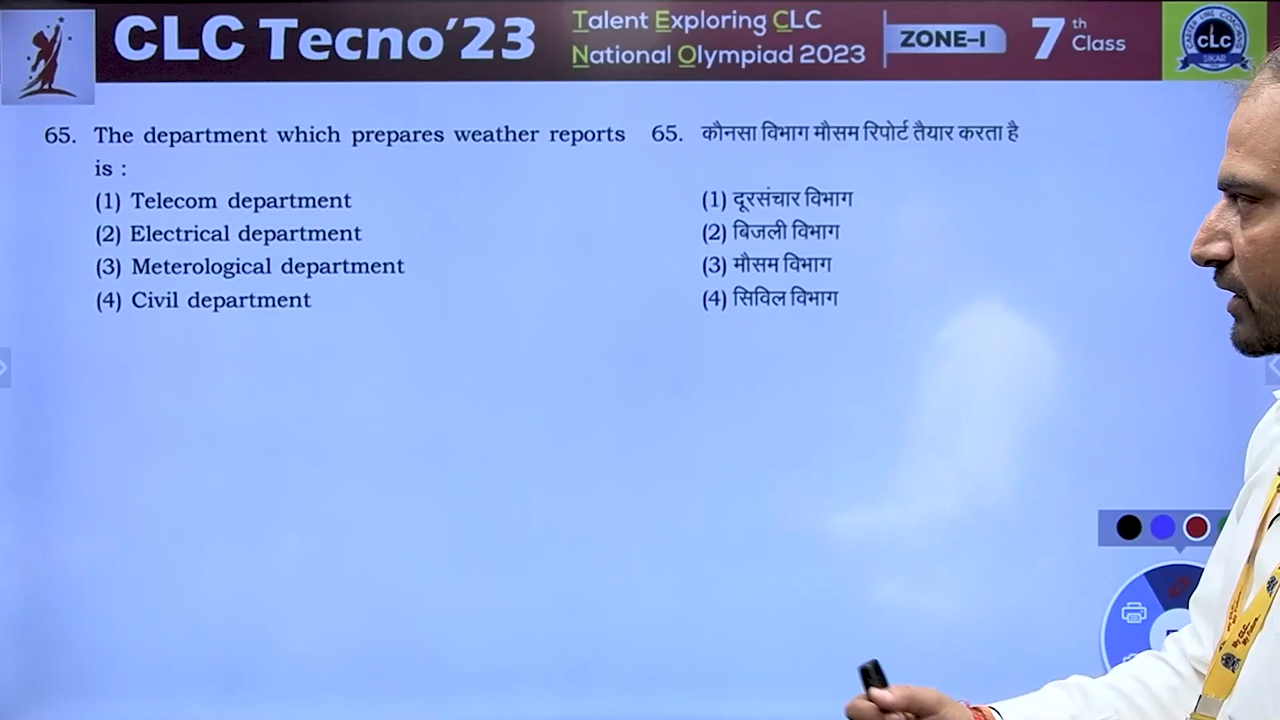 CLC Tecno'23
Talent Exploring CLC
National Olympiad 2023
ZONE-I
7th Class
CLC
SIKAR
65. The department which prepares weather reports
is :
(1) Telecom department
(2) Electrical department
(3) Meterological department
(4) Civil department
65. कौनसा विभाग मौसम रिपोर्ट तैयार करता है
(1) दूरसंचार विभाग
(2) बिजली विभाग
(3) मौसम विभाग
(4) सिविल विभाग